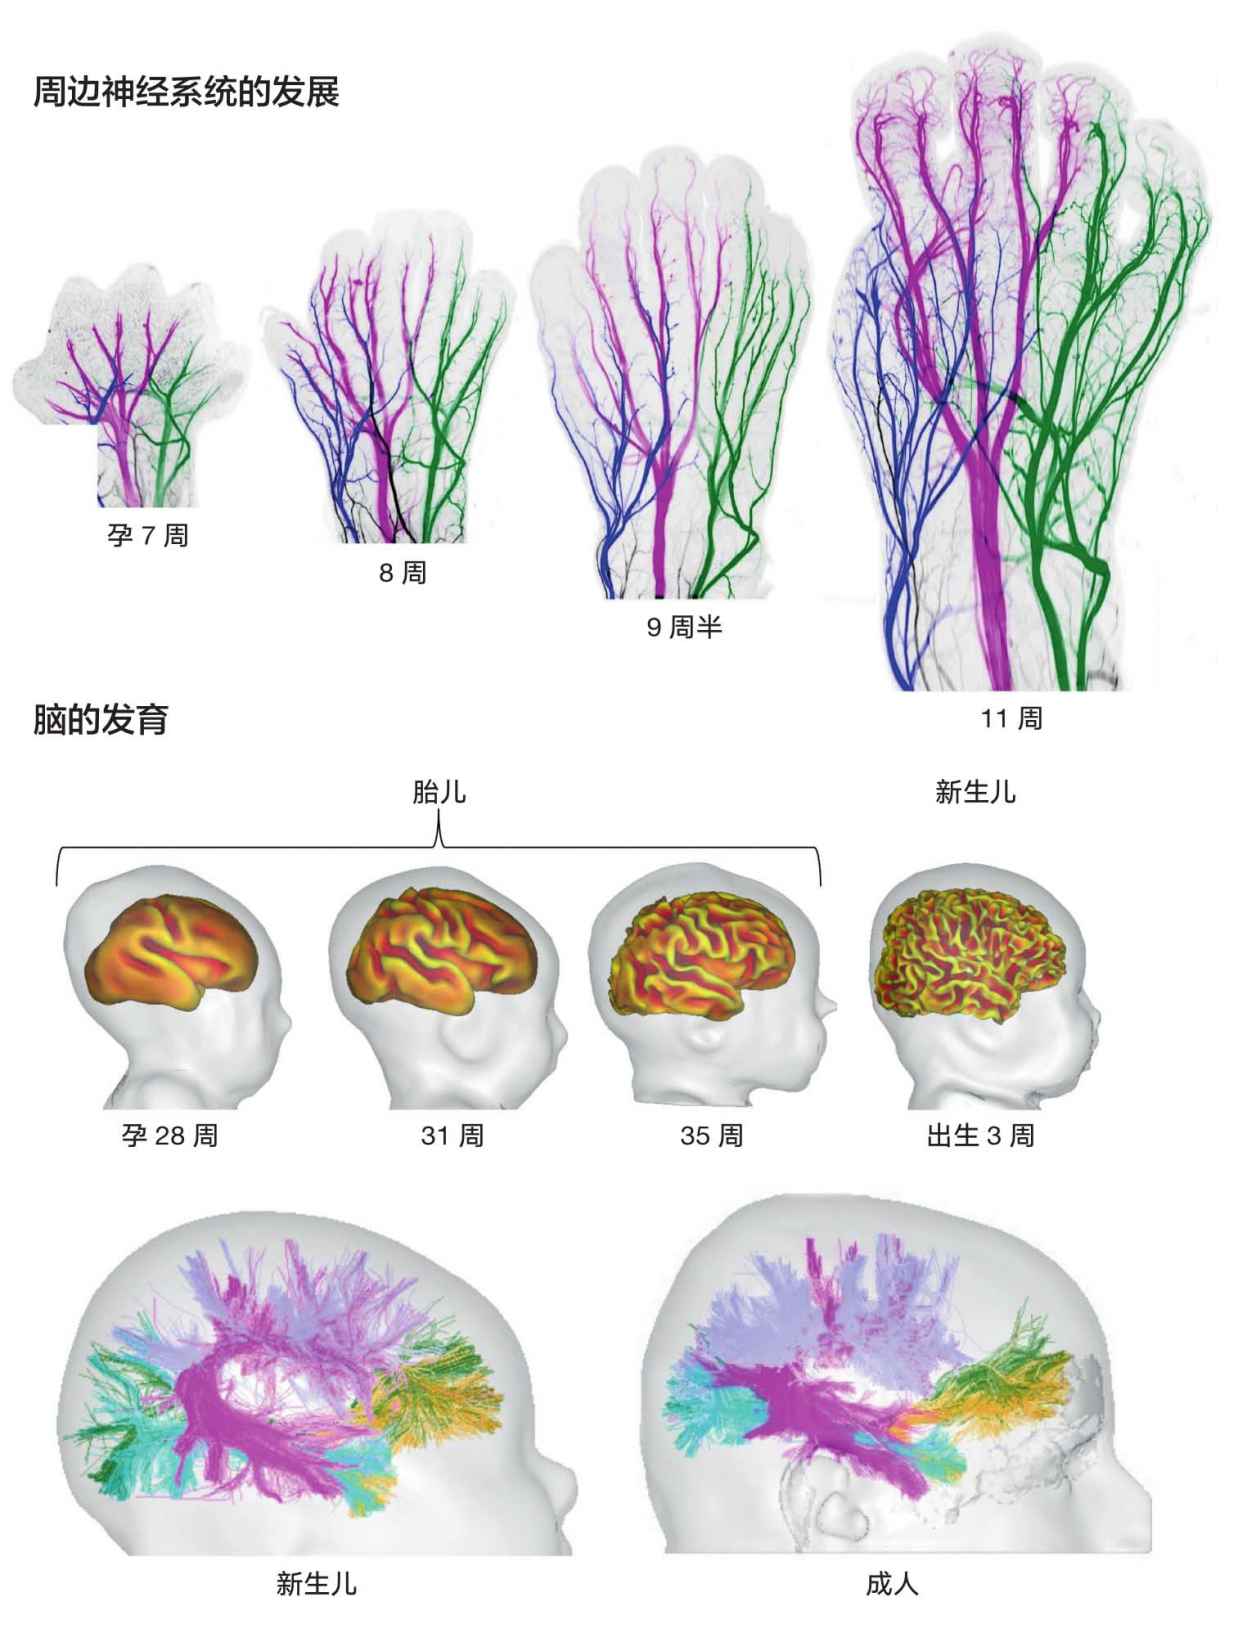 周边神经系统的发展
孕 7 周
8 周
9 周半
11 周
脑的发育
胎儿
新生儿
孕 28 周
31 周
35 周
出生 3 周
新生儿
成人